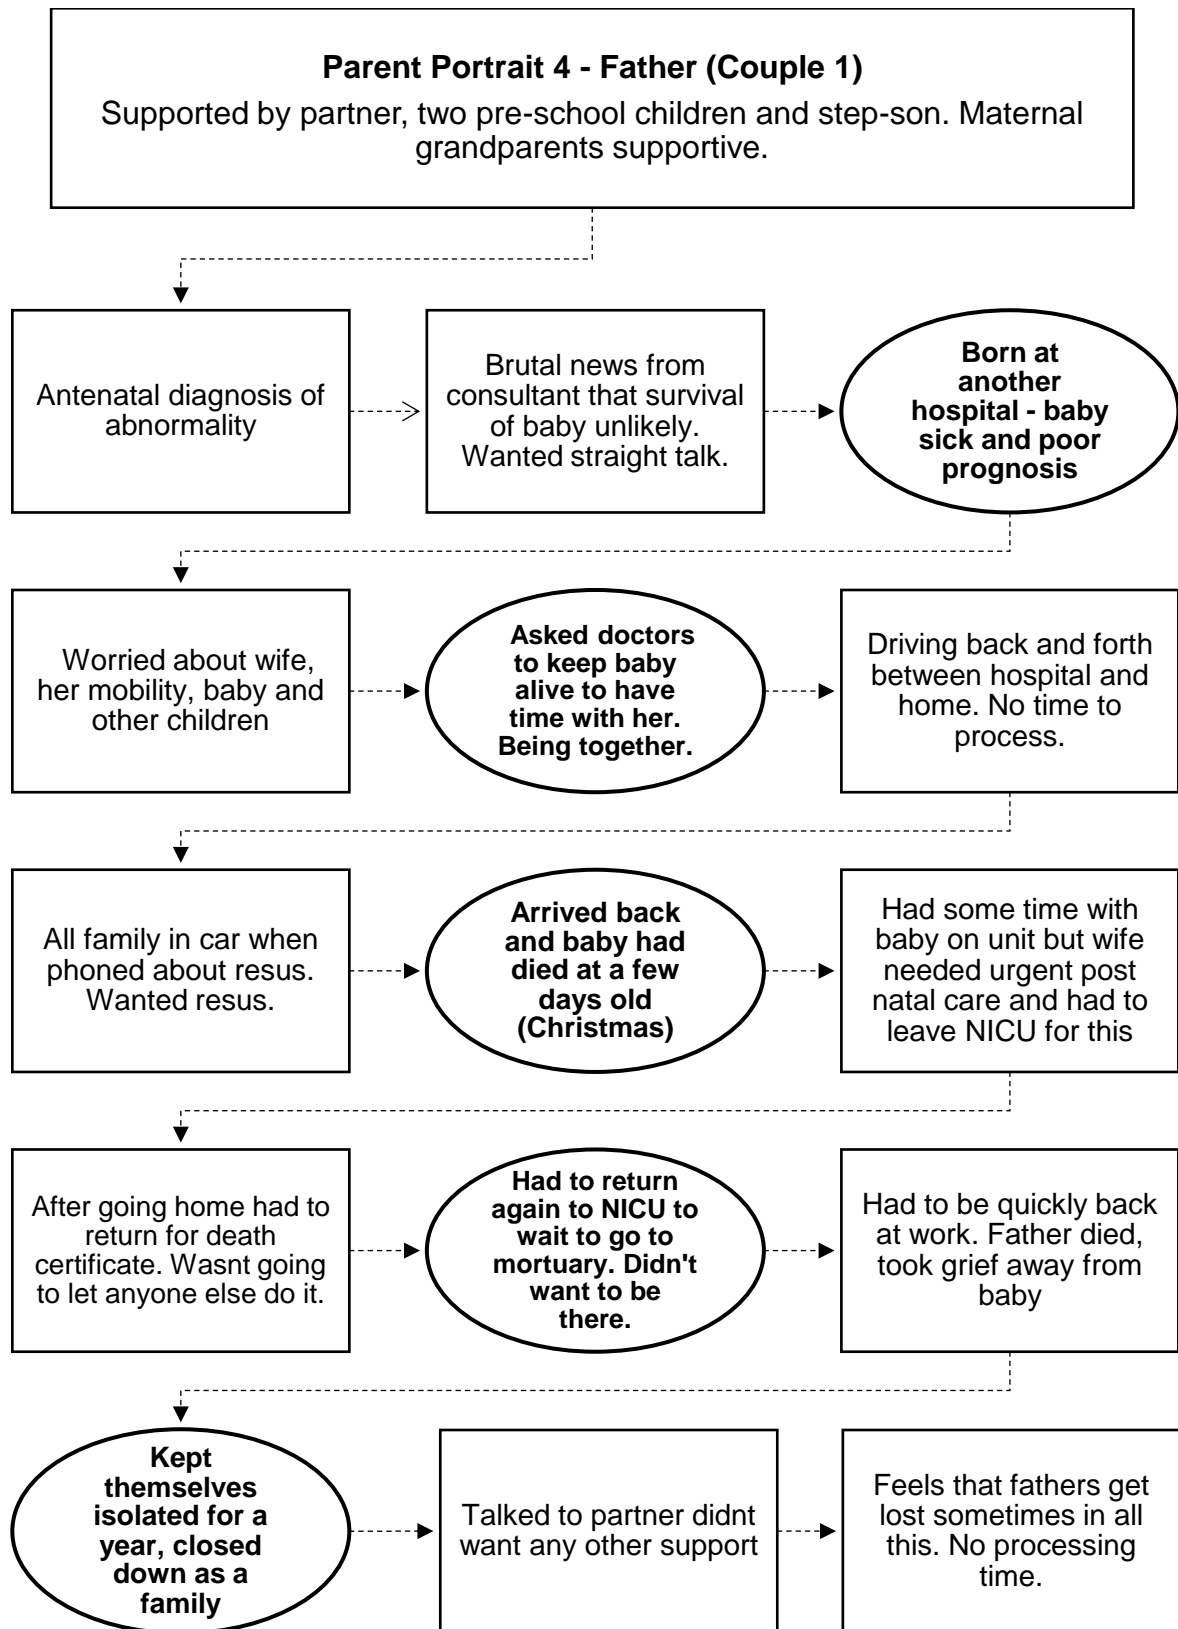 Parent Portrait 4 - Father (Couple 1)
Supported by partner, two pre-school children and step-son. Maternal
grandparents supportive.
Antenatal diagnosis of
abnormality
Brutal news from
consultant that survival
of baby unlikely.
Wanted straight talk.
Born at
another
hospital - baby
sick and poor
prognosis
Worried about wife,
her mobility, baby and
other children
Asked doctors
to keep baby
alive to have
time with her.
Being together.
Driving back and forth
between hospital and
home. No time to
process.
All family in car when
phoned about resus.
Wanted resus.
Arrived back
and baby had
died at a few
days old
(Christmas)
Had some time with
baby on unit but wife
needed urgent post
natal care and had to
leave NICU for this
After going home had to
return for death
certificate. Wasnt going
to let anyone else do it.
Had to return
again to NICU to
wait to go to
mortuary. Didn't
want to be
there.
Had to be quickly back
at work. Father died,
took grief away from
baby
Kept
themselves
isolated for a
year, closed
down as a
family
Talked to partner didnt
want any other support
Feels that fathers get
lost sometimes in all
this. No processing
time.